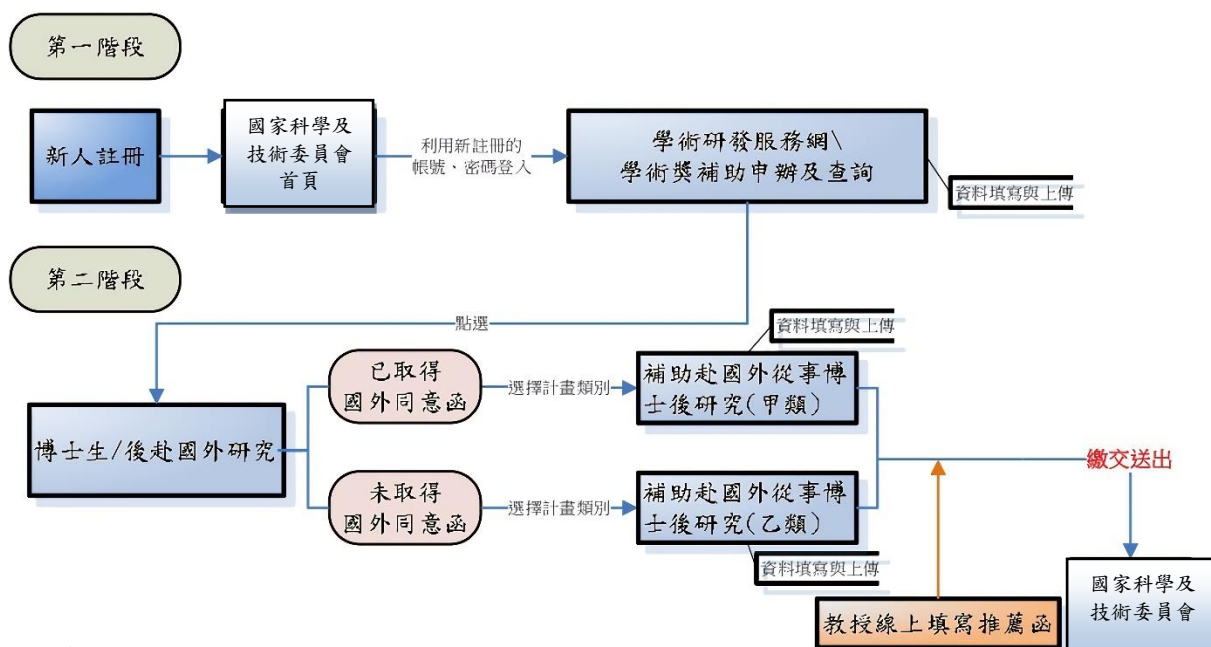 第一階段
新人註冊
國家科學及
技術委員會
首頁
利用新註冊的
帳號、密碼登入
學術研發服務網\
學術獎補助申辦及查詢
資料填寫與上傳
第二階段
點選
資料填寫與上傳
博士生/後赴國外研究
已取得
國外同意函
選擇計畫類別
補助赴國外從事博
士後研究(甲類)
未取得
國外同意函
選擇計畫類別
補助赴國外從事博
士後研究(乙類)
資料填寫與上傳
繳交送出
教授線上填寫推薦函
國家科學及
技術委員會